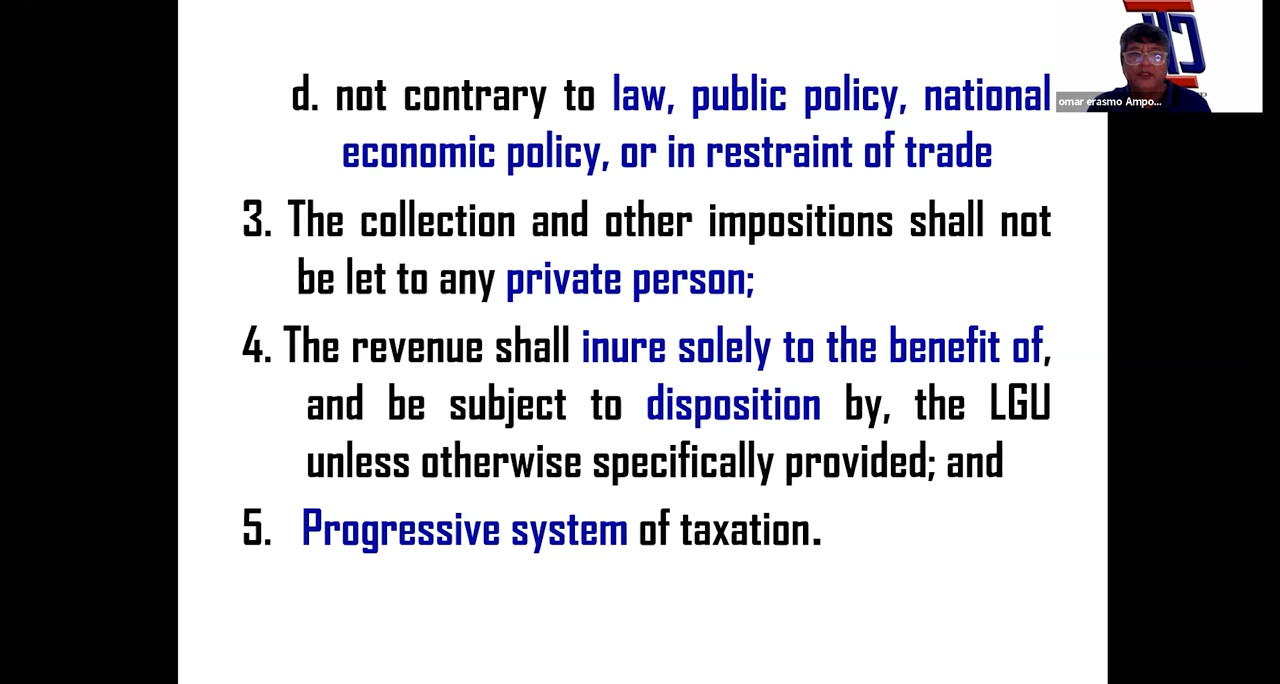 d. not contrary to law, public policy, national
economic policy, or in restraint of trade
3. The collection and other impositions shall not
be let to any private person;
4. The revenue shall inure solely to the benefit of,
and be subject to disposition by, the LGU
unless otherwise specifically provided; and
5. Progressive system of taxation.
omar erasmo Ampo...